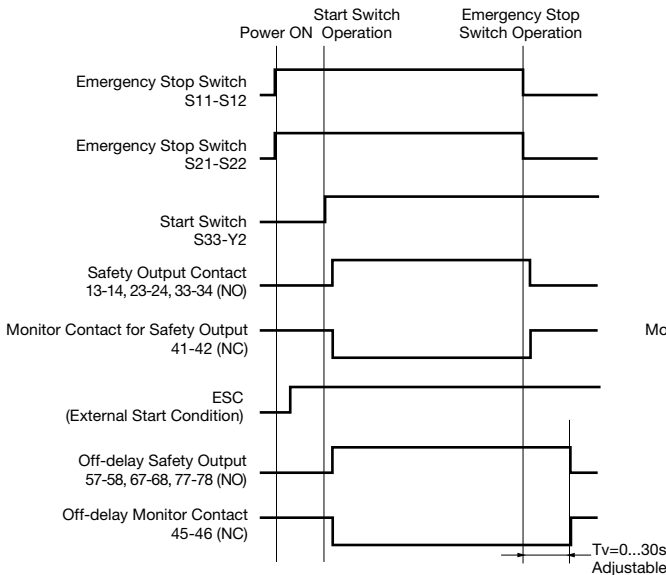 Start Switch
Emergency Stop
Power ON
Operation
Switch Operation
Emergency Stop Switch
S11-S12
Emergency Stop Switch
S21-S22
Start Switch
S33-Y2
Safety Output Contact
13-14, 23-24, 33-34 (NO)
Monitor Contact for Safety Output
41-42 (NC)
Mo
ESC
(External Start Condition)
Off-delay Safety Output
57-58, 67-68, 77-78 (NO)
Off-delay Monitor Contact
45-46 (NC)
Tv=0...30s
Adjustable